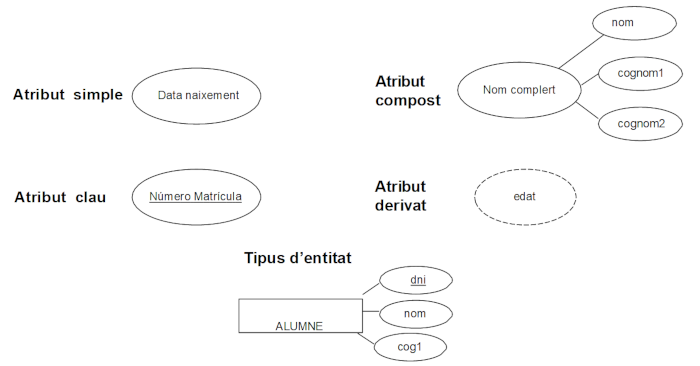 Atribut simple
Data naixement
Atribut
compost
Nom complert
nom
cognom1
cognom2
Atribut clau
Número Matrícula
Atribut
derivat
edat
Tipus d'entitat
ALUMNE
dni
nom
cog1